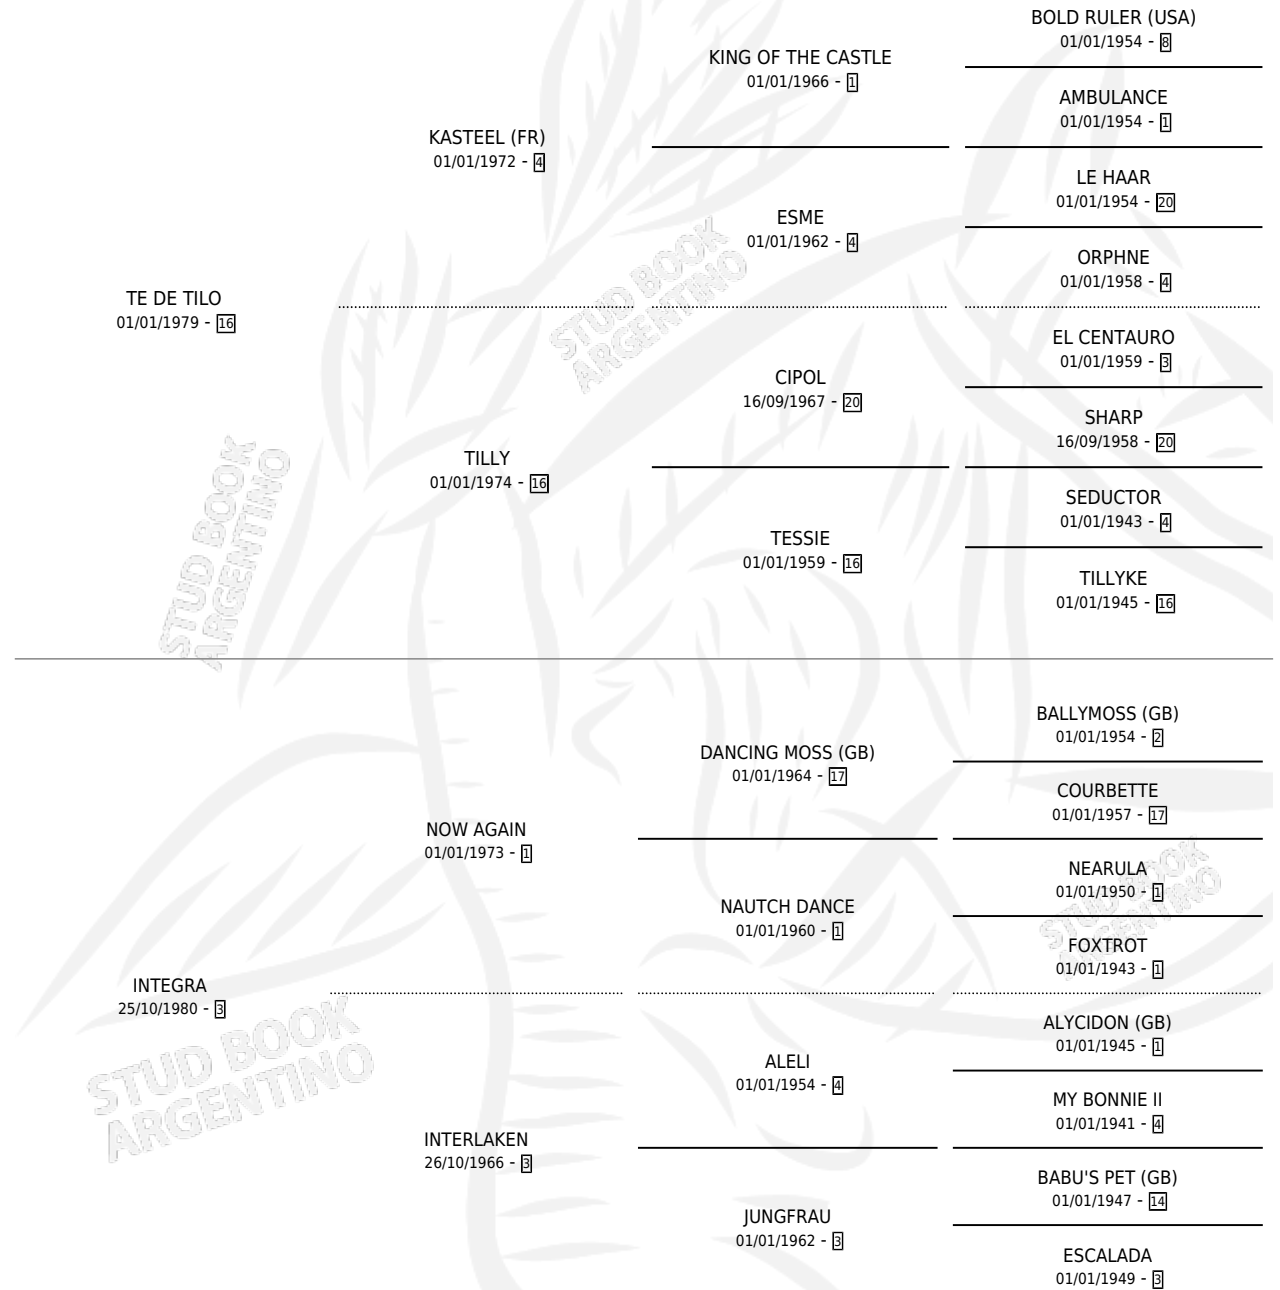 BOLD RULER (USA)
01/01/1954 - 8
KING OF THE CASTLE
01/01/1966 - 1
AMBULANCE
01/01/1954 - 1
KASTEEL (FR)
01/01/1972 - 4
LE HAAR
01/01/1954 - 20
ESME
01/01/1962 - 4
ORPHNE
01/01/1958 - 4
TE DE TILO
01/01/1979 - 16
EL CENTAURO
01/01/1959 - 3
CIPOL
16/09/1967 - 20
SHARP
16/09/1958 - 20
TILLY
01/01/1974 - 16
SEDUCTOR
01/01/1943 - 4
TESSIE
01/01/1959 - 16
TILLYKE
01/01/1945 - 16
BALLYMOSS (GB)
01/01/1954 - 2
DANCING MOSS (GB)
01/01/1964 - 17
COURBETTE
01/01/1957 - 17
NOW AGAIN
01/01/1973 - 1
NEARULA
01/01/1950 - 1
NAUTCH DANCE
01/01/1960 - 1
FOXTROT
01/01/1943 - 1
INTEGRA
25/10/1980 - 3
ALYCIDON (GB)
01/01/1945 - 1
ALELI
01/01/1954 - 4
MY BONNIE II
01/01/1941 - 4
INTERLAKEN
26/10/1966 - 3
BABU'S PET (GB)
01/01/1947 - 14
JUNGFRAU
01/01/1962 - 3
ESCALADA
01/01/1949 - 3
STUD BOOK
ARGENTINO
STUD BOOK
ARGENTINO
STUD BOOK
ARGENTINO
STUD BOOK
ARGENTINO